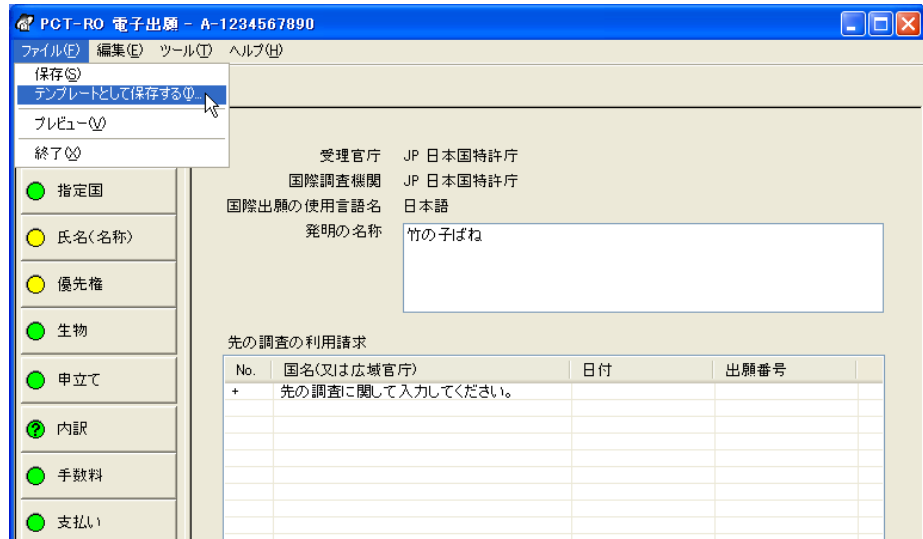 PCT-RO 電子出願 - A-1234567890
ファイル(F) 編集(E) ツール(T) ヘルプ(H)
保存(S)
テンプレートとして保存する(T)...
プレビュー(V)
終了(X)
受理官庁 JP 日本国特許庁
国際調査機関 JP 日本国特許庁
国際出願の使用言語名 日本語
発明の名称 竹の子ばね
指定国
氏名(名称)
優先権
生物
申立て
? 内訳
手数料
支払い
先の調査の利用請求
No. 国名(又は広域官庁) 日付 出願番号
+ 先の調査に関して入力してください。